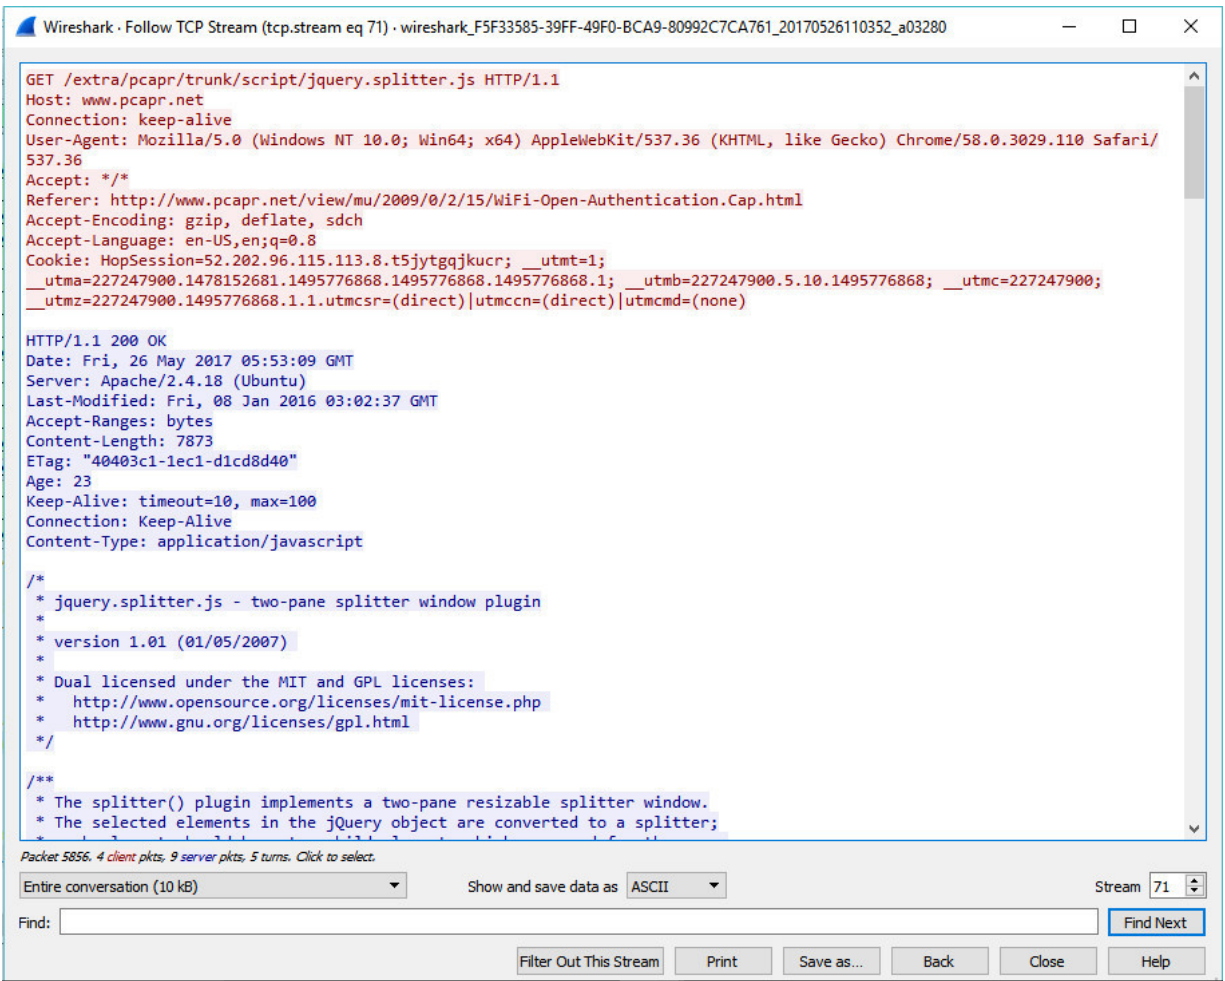 Wireshark · Follow TCP Stream (tcp.stream eq 71) · wireshark_F5F33585-39FF-49F0-BCA9-80992C7CA761_20170526110352_a03280
GET /extra/pcapr/trunk/script/jquery.splitter.js HTTP/1.1
Host: www.pcapr.net
Connection: keep-alive
User-Agent: Mozilla/5.0 (Windows NT 10.0; Win64; x64) AppleWebKit/537.36 (KHTML, like Gecko) Chrome/58.0.3029.110 Safari/
537.36
Accept: */*
Referer: http://www.pcapr.net/view/mu/2009/0/2/15/WiFi-Open-Authentication.Cap.html
Accept-Encoding: gzip, deflate, sdch
Accept-Language: en-US,en;q=0.8
Cookie: HopSession=52.202.96.115.113.8.t5jytgqjkucr; __utmt=1;
__utma=227247900.1478152681.1495776868.1495776868.1495776868.1; __utmb=227247900.5.10.1495776868; __utmc=227247900;
__utmz=227247900.1495776868.1.1.utmcsr=(direct)|utmccn=(direct)|utmcmd=(none)
HTTP/1.1 200 OK
Date: Fri, 26 May 2017 05:53:09 GMT
Server: Apache/2.4.18 (Ubuntu)
Last-Modified: Fri, 08 Jan 2016 03:02:37 GMT
Accept-Ranges: bytes
Content-Length: 7873
ETag: "40403c1-1ec1-d1cd8d40"
Age: 23
Keep-Alive: timeout=10, max=100
Connection: Keep-Alive
Content-Type: application/javascript
/*
* jquery.splitter.js - two-pane splitter window plugin
*
* version 1.01 (01/05/2007)
*
* Dual licensed under the MIT and GPL licenses:
* http://www.opensource.org/licenses/mit-license.php
* http://www.gnu.org/licenses/gpl.html
*/
/**
* The splitter() plugin implements a two-pane resizable splitter window.
* The selected elements in the jQuery object are converted to a splitter;
Packet 5856. 4 client pkts, 9 server pkts, 5 turns. Click to select.
Entire conversation (10 kB) Show and save data as ASCII Stream 71
Find: Find Next
Filter Out This Stream Print Save as... Back Close Help